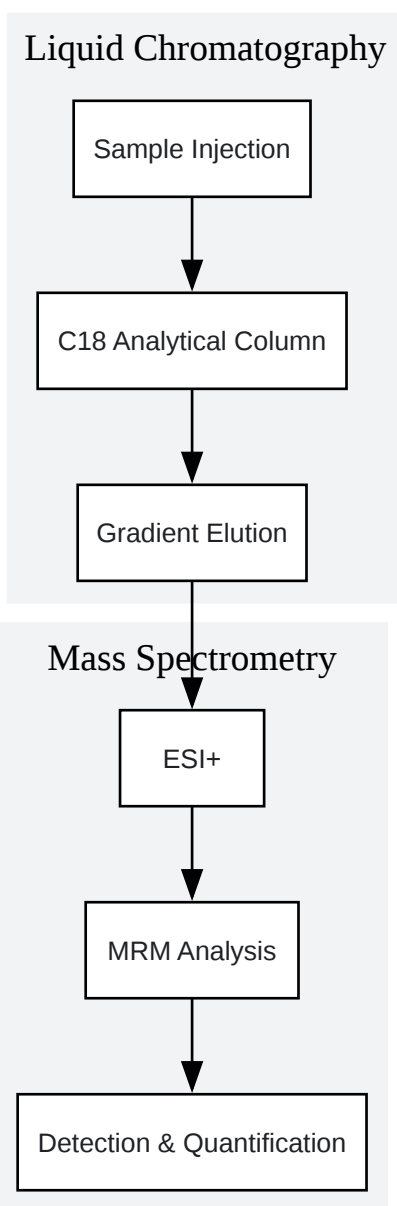 Liquid Chromatography
Sample Injection
C18 Analytical Column
Gradient Elution
Mass Spectrometry
ESI+
MRM Analysis
Detection & Quantification